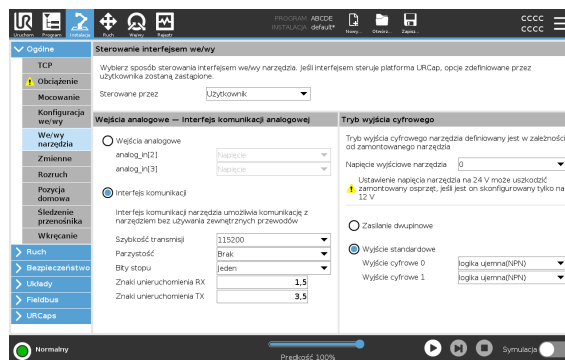 PROGRAM ABCDE
INSTALACJA default*
CCCC
CCCC
Uruchom Program Instalacja Ruch We/wy Rejestr Nowy... Otwórz... Zapisz...
Ogólne
TCP
Obciążenie
Mocowanie
Konfiguracja
we/wy
We/wy
narzędzia
Zmienne
Rozruch
Pozycja
domowa
Śledzenie
przenośnika
Wkręcanie
Ruch
Bezpieczeństwo
Układy
Fieldbus
URCaps
Sterowanie interfejsem we/wy
Wybierz sposób sterowania interfejsem we/wy narzędzia. Jeśli interfejsem steruje platforma URCap, opcje zdefiniowane przez
użytkownika zostaną zastąpione.
Sterowane przez Użytkownik
Wejścia analogowe — Interfejs komunikacji analogowej
Wejścia analogowe
analog_in[2] Napięcie
analog_in[3] Napięcie
Interfejs komunikacji
Interfejs komunikacji narzędzia umożliwia komunikację z
narzędziem bez używania zewnętrznych przewodów
Szybkość transmisji 115200
Parzystość Brak
Bity stopu Jeden
Znaki unieruchomienia RX 1,5
Znaki unieruchomienia TX 3,5
Tryb wyjścia cyfrowego
Tryb wyjścia cyfrowego narzędzia definiowany jest w zależności
od zamontowanego narzędzia
Napięcie wyjściowe narzędzia 0
Ustawienie napięcia narzędzia na 24 V może uszkodzić
zamontowany osprzęt, jeśli jest on skonfigurowany tylko na
12 V
Zasilanie dwupinowe
Wyjście standardowe
Wyjście cyfrowe 0 logika ujemna(NPN)
Wyjście cyfrowe 1 logika ujemna(NPN)
Normalny
Prędkość 100%
Symulacja